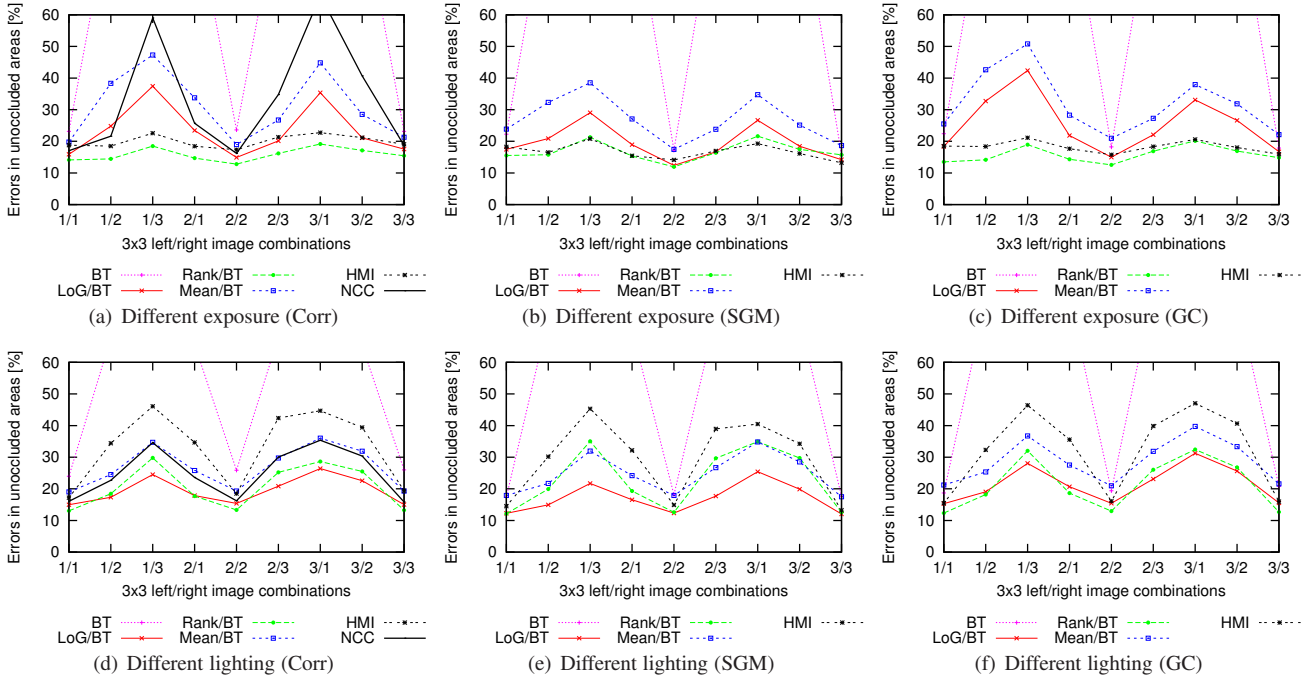 Errors in unoccluded areas [%]
60
50
40
30
20
10
0
1/1 1/2 1/3 2/1 2/2 2/3 3/1 3/2 3/3
3x3 left/right image combinations
BT Rank/BT HMI
LoG/BT Mean/BT NCC
(a) Different exposure (Corr)
Errors in unoccluded areas [%]
60
50
40
30
20
10
0
1/1 1/2 1/3 2/1 2/2 2/3 3/1 3/2 3/3
3x3 left/right image combinations
BT Rank/BT HMI
LoG/BT Mean/BT
(b) Different exposure (SGM)
Errors in unoccluded areas [%]
60
50
40
30
20
10
0
1/1 1/2 1/3 2/1 2/2 2/3 3/1 3/2 3/3
3x3 left/right image combinations
BT Rank/BT HMI
LoG/BT Mean/BT
(c) Different exposure (GC)
Errors in unoccluded areas [%]
60
50
40
30
20
10
0
1/1 1/2 1/3 2/1 2/2 2/3 3/1 3/2 3/3
3x3 left/right image combinations
BT Rank/BT HMI
LoG/BT Mean/BT NCC
(d) Different lighting (Corr)
Errors in unoccluded areas [%]
60
50
40
30
20
10
0
1/1 1/2 1/3 2/1 2/2 2/3 3/1 3/2 3/3
3x3 left/right image combinations
BT Rank/BT HMI
LoG/BT Mean/BT
(e) Different lighting (SGM)
Errors in unoccluded areas [%]
60
50
40
30
20
10
0
1/1 1/2 1/3 2/1 2/2 2/3 3/1 3/2 3/3
3x3 left/right image combinations
BT Rank/BT HMI
LoG/BT Mean/BT
(f) Different lighting (GC)